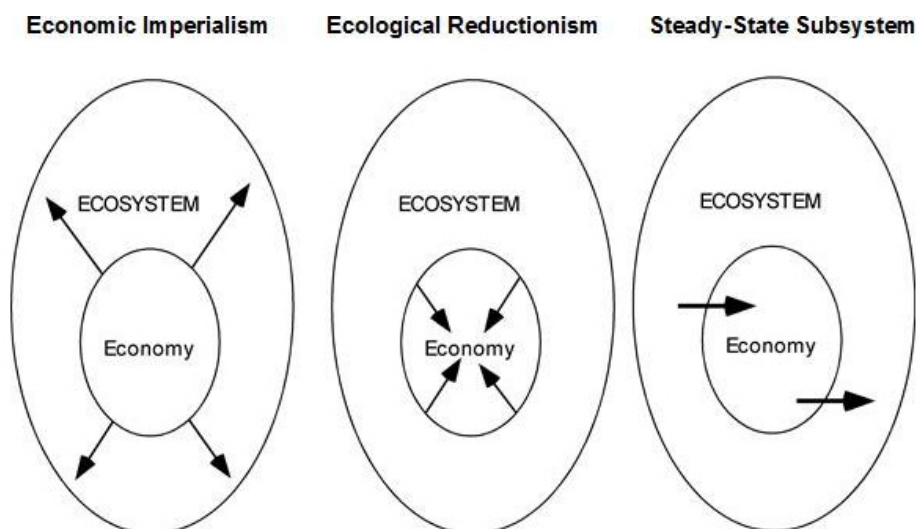 Economic Imperialism
Ecological Reductionism
Steady-State Subsystem
ECOSYSTEM
ECOSYSTEM
ECOSYSTEM
Economy
Economy
Economy